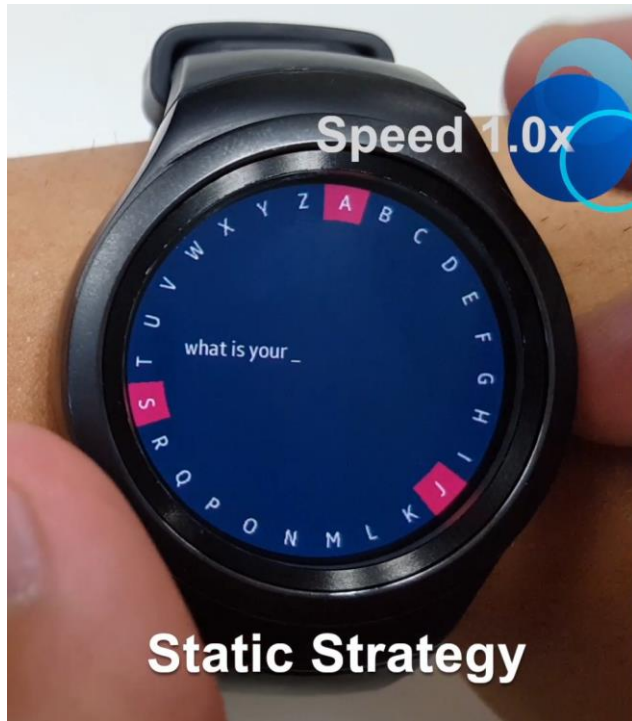 Speed 1.0x
A B C D E F G H I J K L M N O P Q R S T U V W X Y Z
what is your _
Static Strategy